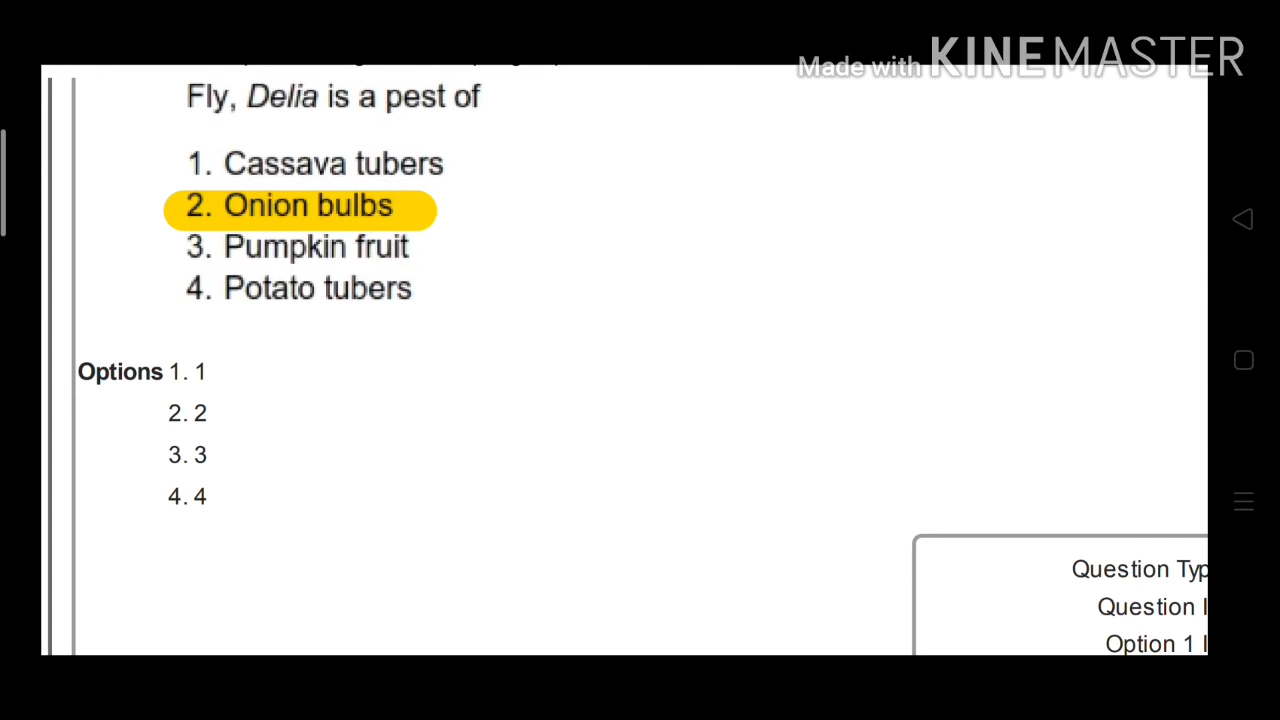 Made with KINEMASTER
Fly, Delia is a pest of
1. Cassava tubers
2. Onion bulbs
3. Pumpkin fruit
4. Potato tubers
Options 1. 1
2. 2
3. 3
4. 4
Question Typ
Question I
Option 1 I